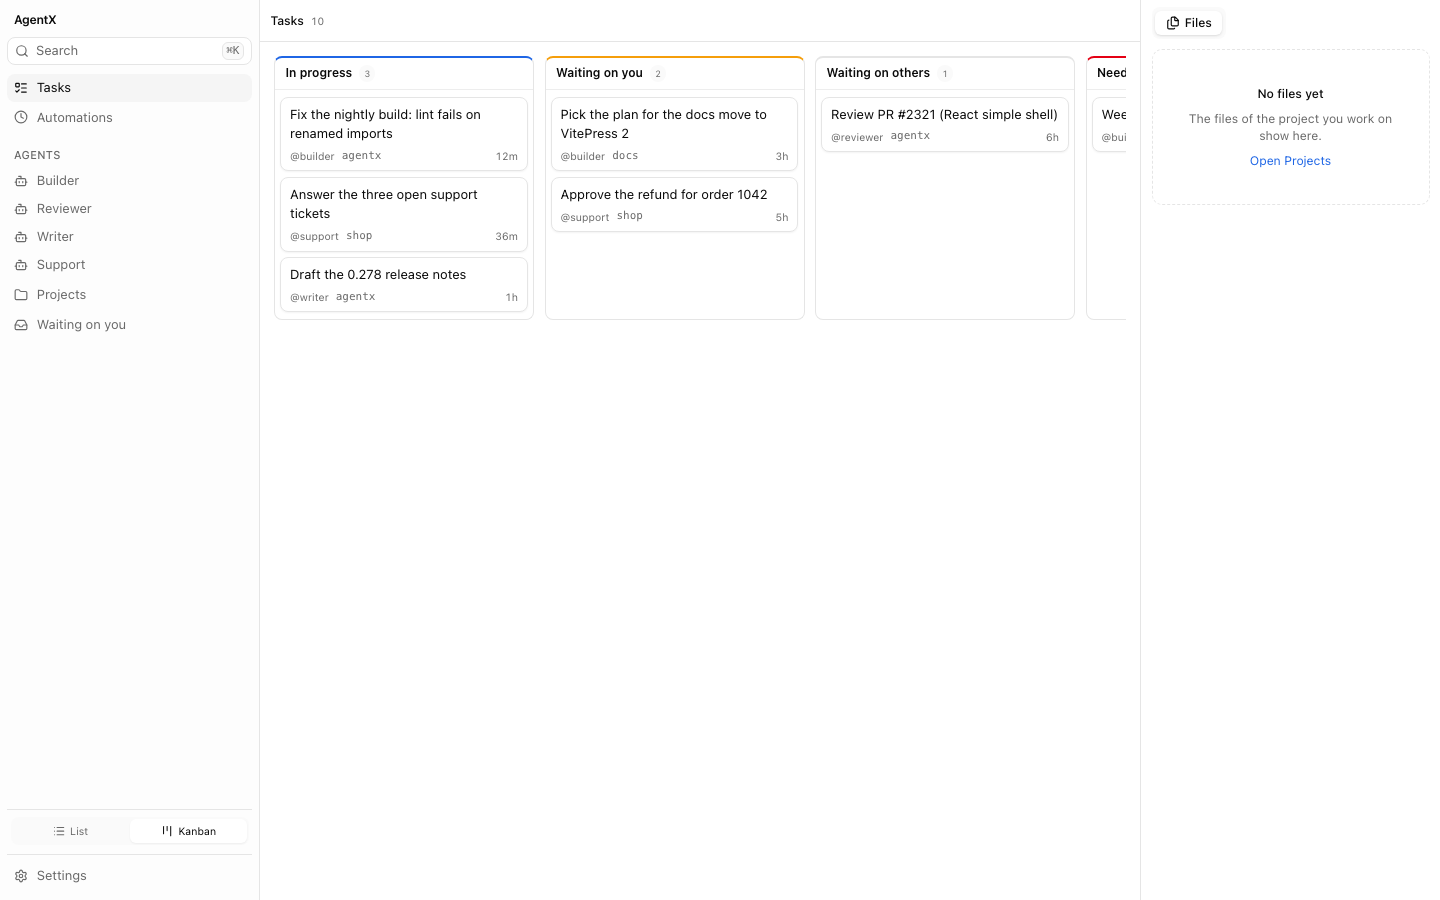 AgentX
Search
⌘K
Tasks
Automations
AGENTS
Builder
Reviewer
Writer
Support
Projects
Waiting on you
List
Kanban
Settings
Tasks 10
In progress 3
Fix the nightly build: lint fails on
renamed imports
@builder agentx 12m
Answer the three open support
tickets
@support shop 36m
Draft the 0.278 release notes
@writer agentx 1h
Waiting on you 2
Pick the plan for the docs move to
VitePress 2
@builder docs 3h
Approve the refund for order 1042
@support shop 5h
Waiting on others 1
Review PR #2321 (React simple shell)
@reviewer agentx 6h
Need
Wee
@bui
Files
No files yet
The files of the project you work on
show here.
Open Projects